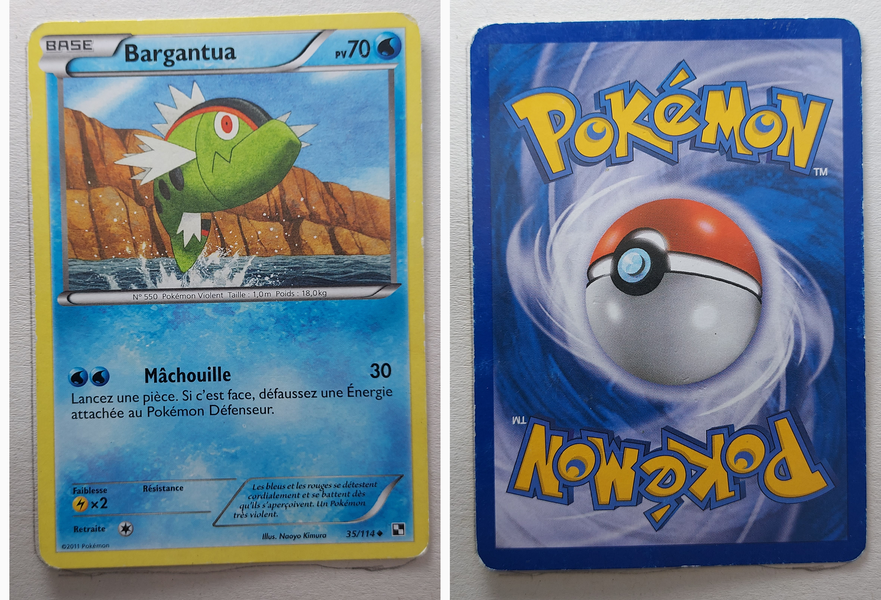 BASE
Bargantua
PV70
N° 550 Pokémon Violent Taille : 1,0m Poids : 18,0kg
Mâchouille 30
Lancez une pièce. Si c'est face, défaussez une Énergie
attachée au Pokémon Défenseur.
Faiblesse
Résistance
×2
Retraite
Les bleus et les rouges se détestent
cordialement et se battent dès
qu'ils s'aperçoivent. Un Pokémon
très violent.
©2011 Pokémon
Illus. Naoyo Kimura
35/114
POKéMON
TM
TM
POKéMON